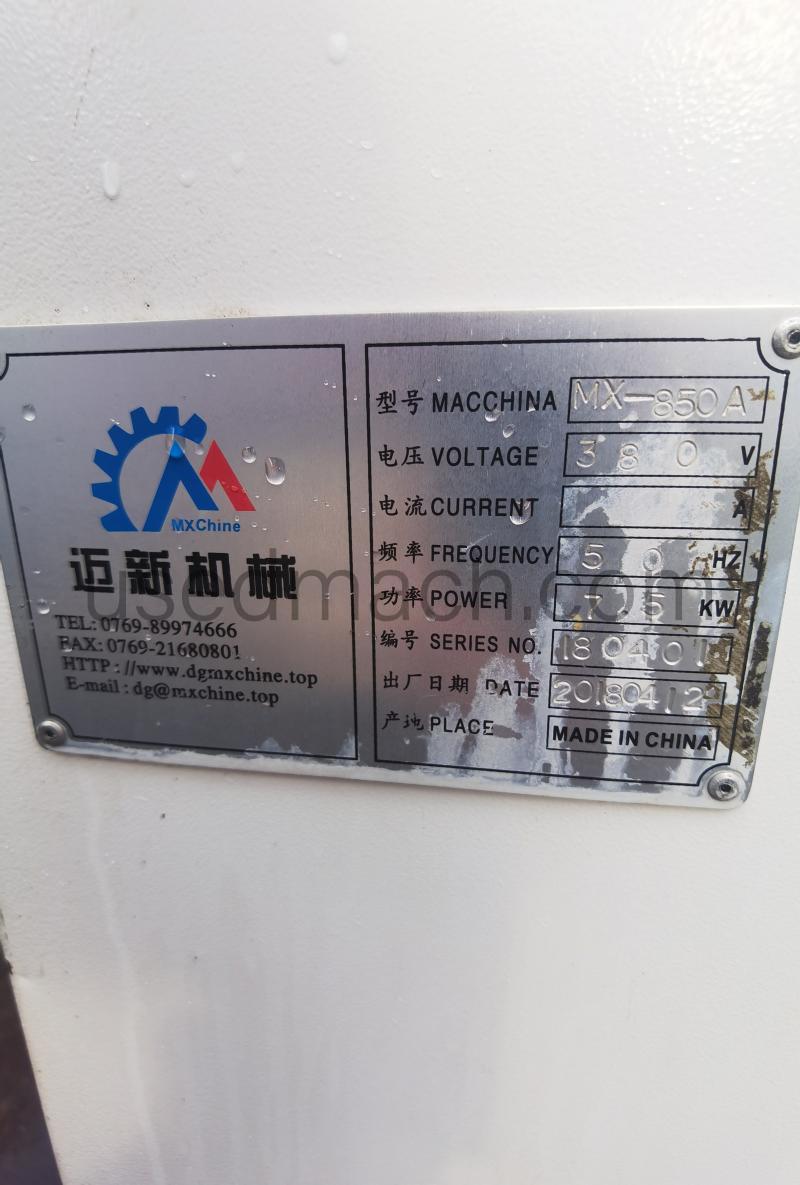 MXChine
迈新机械
TEL: 0769-89974666
FAX: 0769-21680801
HTTP: //www.dgmxchine.top
E-mail: dg@mxchine.top
型号 MACCHINA MX-850A
电压 VOLTAGE 380 V
电流 CURRENT A
频率 FREQUENCY 50 HZ
功率 POWER 7.5 KW
编号 SERIES NO. 180401
出厂日期 DATE 20180412
产地 PLACE MADE IN CHINA
usedmach.com